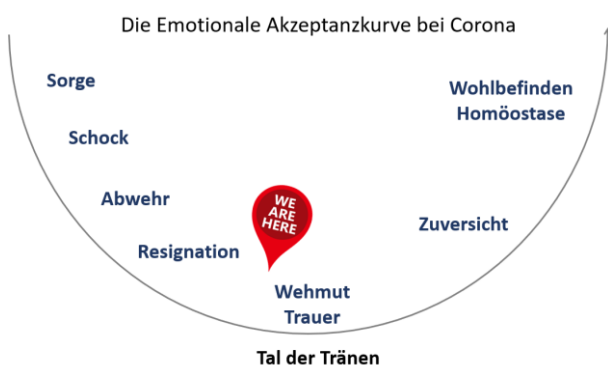 Die Emotionale Akzeptanzkurve bei Corona
Sorge
Wohlbefinden
Homöostase
Schock
Abwehr
WE
ARE
HERE
Zuversicht
Resignation
Wehmut
Trauer
Tal der Tränen